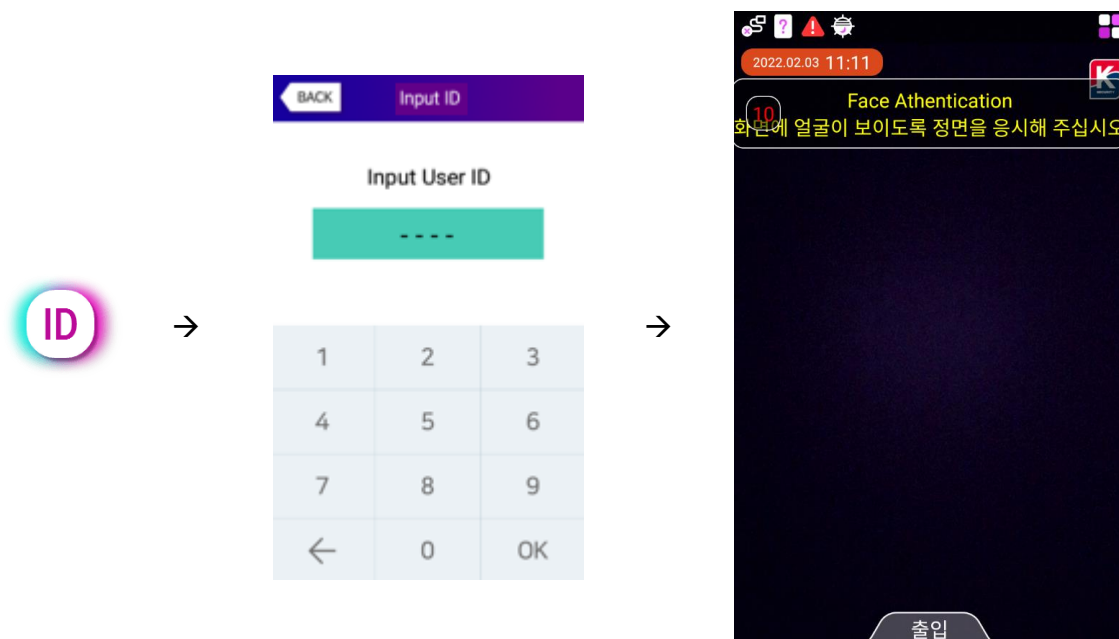 ID
→
BACK
Input ID
Input User ID
----
1 2 3
4 5 6
7 8 9
← 0 OK
→
?
2022.02.03 11:11
K
10
Face Athentication
화면에 얼굴이 보이도록 정면을 응시해 주십시오
출입